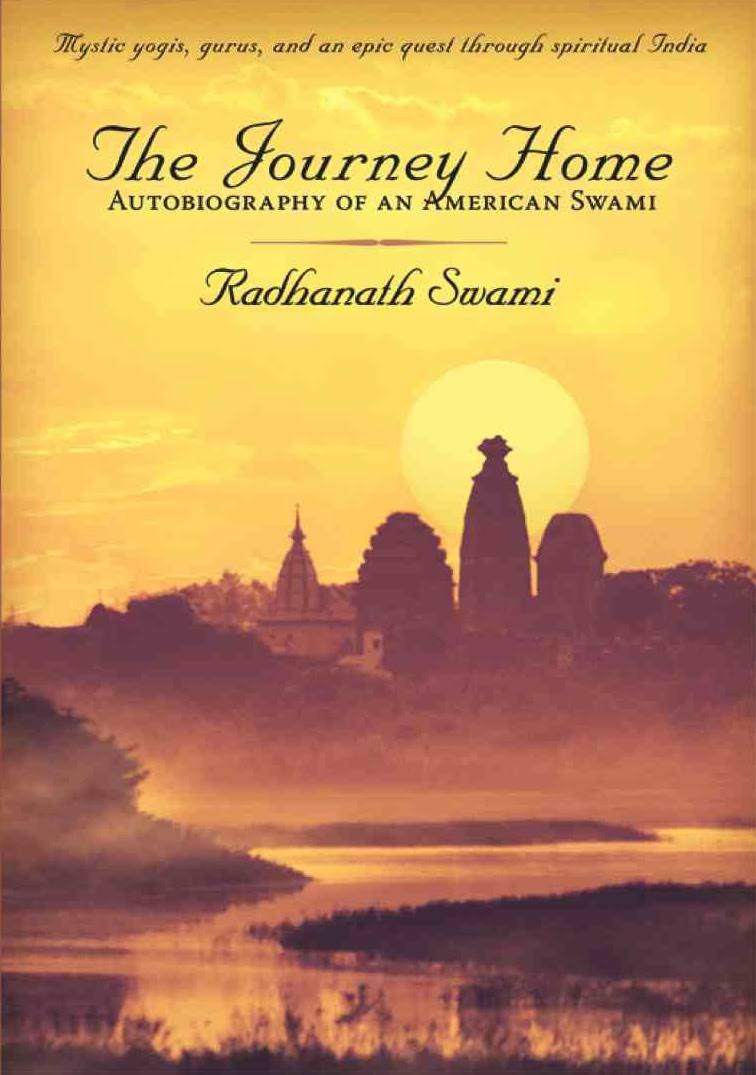 Mystic yogis, gurus, and an epic quest through spiritual India
The Journey Home
AUTOBIOGRAPHY OF AN AMERICAN SWAMI
Radhanath Swami